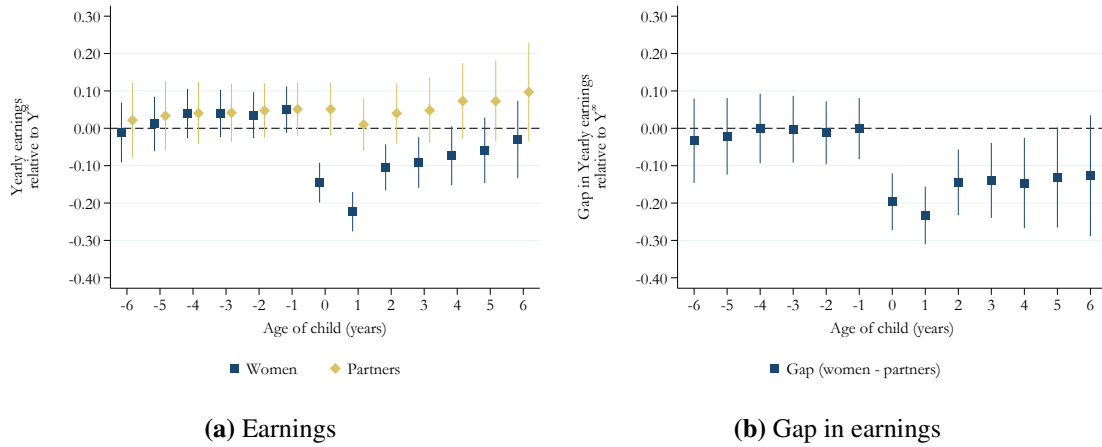 Yearly earnings
relative to Y∞
0.30
0.20
0.10
0.00
-0.10
-0.20
-0.30
-0.40
-6 -5 -4 -3 -2 -1 0 1 2 3 4 5 6
Age of child (years)
Women Partners
(a) Earnings
Gap in Yearly earnings
relative to Y∞
0.30
0.20
0.10
0.00
-0.10
-0.20
-0.30
-0.40
-6 -5 -4 -3 -2 -1 0 1 2 3 4 5 6
Age of child (years)
Gap (women - partners)
(b) Gap in earnings